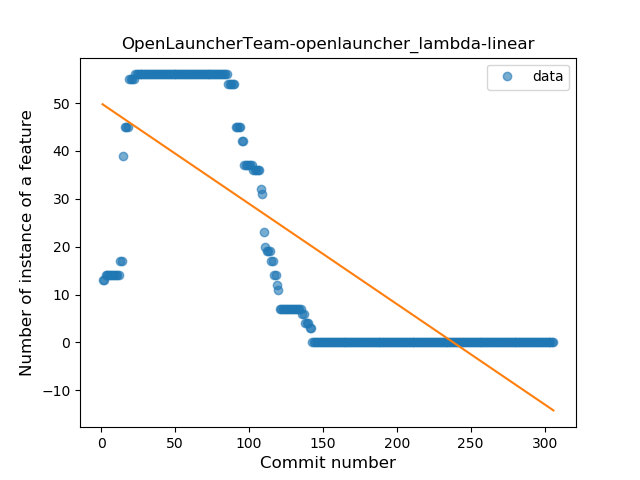 OpenLauncherTeam-openlauncher_lambda-linear
data
Number of instance of a feature
50
40
30
20
10
0
−10
0 50 100 150 200 250 300
Commit number